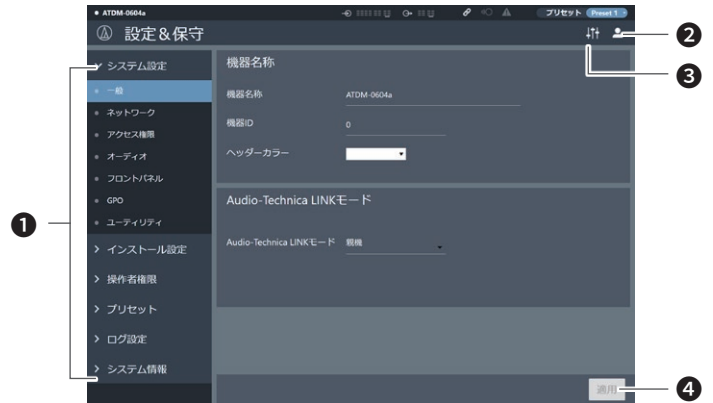 ATDM-0604a
プリセット Preset 1
設定&保守
システム設定
一般
ネットワーク
アクセス権限
オーディオ
フロントパネル
GPO
ユーティリティ
インストール設定
操作者権限
プリセット
ログ設定
システム情報
機器名称
機器名称 ATDM-0604a
機器ID 0
ヘッダーカラー
Audio-Technica LINKモード
Audio-Technica LINKモード 親機
適用
❶
❷
❸
❹